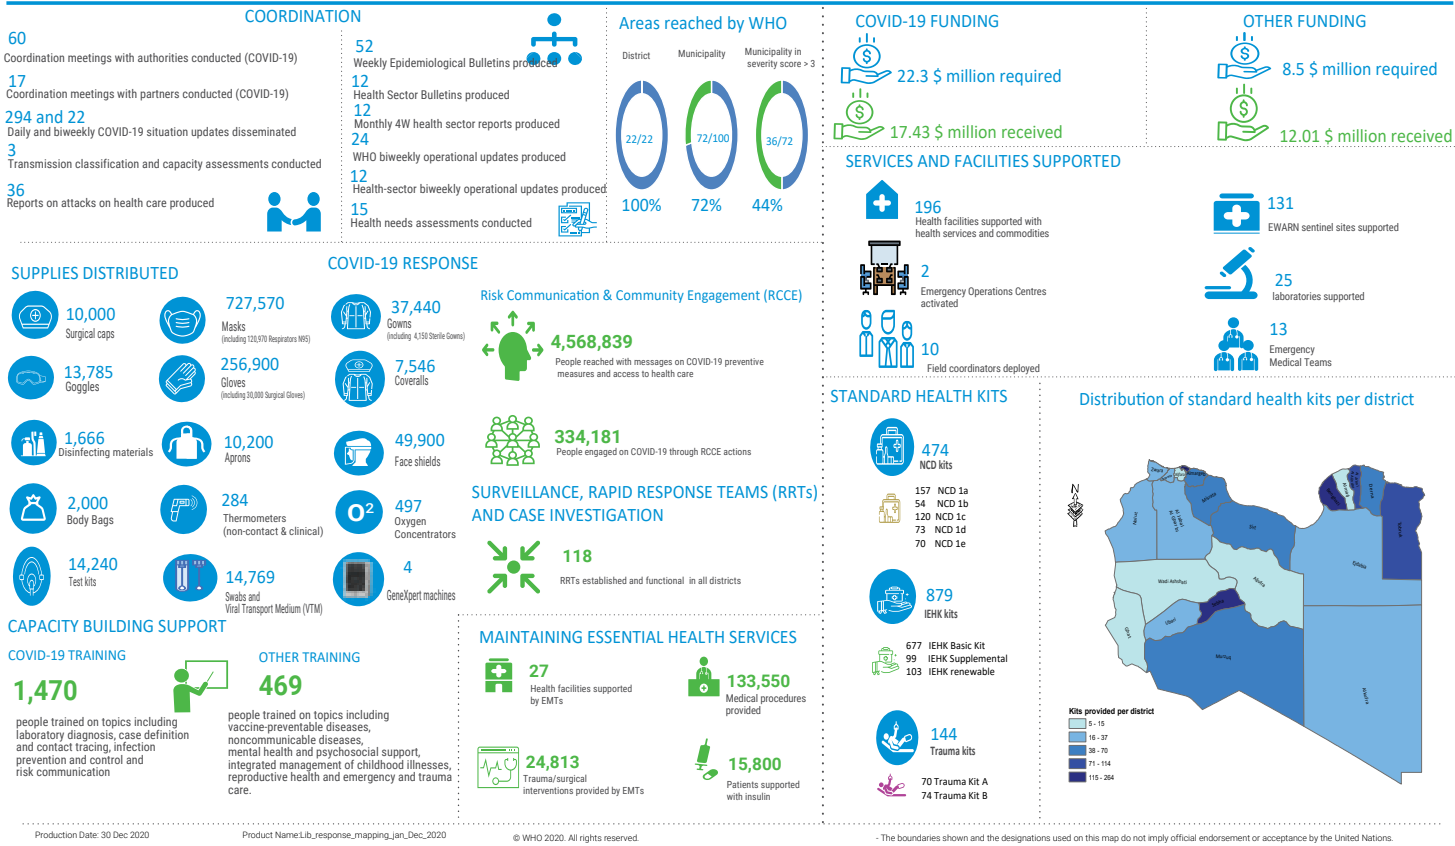 COORDINATION
60
Coordination meetings with authorities conducted (COVID-19)
17
Coordination meetings with partners conducted (COVID-19)
294 and 22
Daily and biweekly COVID-19 situation updates disseminated
3
Transmission classification and capacity assessments conducted
36
Reports on attacks on health care produced
52
Weekly Epidemiological Bulletins produced
12
Health Sector Bulletins produced
12
Monthly 4W health sector reports produced
24
WHO biweekly operational updates produced
12
Health-sector biweekly operational updates produced
15
Health needs assessments conducted
Areas reached by WHO
District
Municipality
Municipality in
severity score > 3
22/22
72/100
36/72
100%
72%
44%
COVID-19 FUNDING
22.3 $ million required
17.43 $ million received
OTHER FUNDING
8.5 $ million required
12.01 $ million received
SERVICES AND FACILITIES SUPPORTED
196
Health facilities supported with
health services and commodities
2
Emergency Operations Centres
activated
10
Field coordinators deployed
131
EWARN sentinel sites supported
25
laboratories supported
13
Emergency
Medical Teams
SUPPLIES DISTRIBUTED
COVID-19 RESPONSE
10,000
Surgical caps
727,570
Masks
(including 120,970 Respirators N95)
37,440
Gowns
(including 4,150 Sterile Gowns)
13,785
Goggles
256,900
Gloves
(including 30,000 Surgical Gloves)
7,546
Coveralls
1,666
Disinfecting materials
10,200
Aprons
49,900
Face shields
2,000
Body Bags
284
Thermometers
(non-contact & clinical)
O²
497
Oxygen
Concentrators
14,240
Test kits
14,769
Swabs and
Viral Transport Medium (VTM)
4
GeneXpert machines
Risk Communication & Community Engagement (RCCE)
4,568,839
People reached with messages on COVID-19 preventive
measures and access to health care
334,181
People engaged on COVID-19 through RCCE actions
SURVEILLANCE, RAPID RESPONSE TEAMS (RRTs)
AND CASE INVESTIGATION
118
RRTs established and functional in all districts
CAPACITY BUILDING SUPPORT
COVID-19 TRAINING
1,470
people trained on topics including
laboratory diagnosis, case definition
and contact tracing, infection
prevention and control and
risk communication
OTHER TRAINING
469
people trained on topics including
vaccine-preventable diseases,
noncommunicable diseases,
mental health and psychosocial support,
integrated management of childhood illnesses,
reproductive health and emergency and trauma
care.
MAINTAINING ESSENTIAL HEALTH SERVICES
27
Health facilities supported
by EMTs
133,550
Medical procedures
provided
24,813
Trauma/surgical
interventions provided by EMTs
15,800
Patients supported
with insulin
STANDARD HEALTH KITS
474
NCD kits
157 NCD 1a
54 NCD 1b
120 NCD 1c
73 NCD 1d
70 NCD 1e
879
IEHK kits
677 IEHK Basic Kit
99 IEHK Supplemental
103 IEHK renewable
144
Trauma kits
70 Trauma Kit A
74 Trauma Kit B
Distribution of standard health kits per district
N
Zwara
Nalut
Sirt
Derna
Tobruk
Ejdabia
Wadi Ashshati
Aljufra
Ubari
Ghat
Murzuq
Alkufra
Kits provided per district
5 - 15
16 - 37
38 - 70
71 - 114
115 - 264
Production Date: 30 Dec 2020
Product Name:Lib_response_mapping_jan_Dec_2020
© WHO 2020. All rights reserved.
- The boundaries shown and the designations used on this map do not imply official endorsement or acceptance by the United Nations.